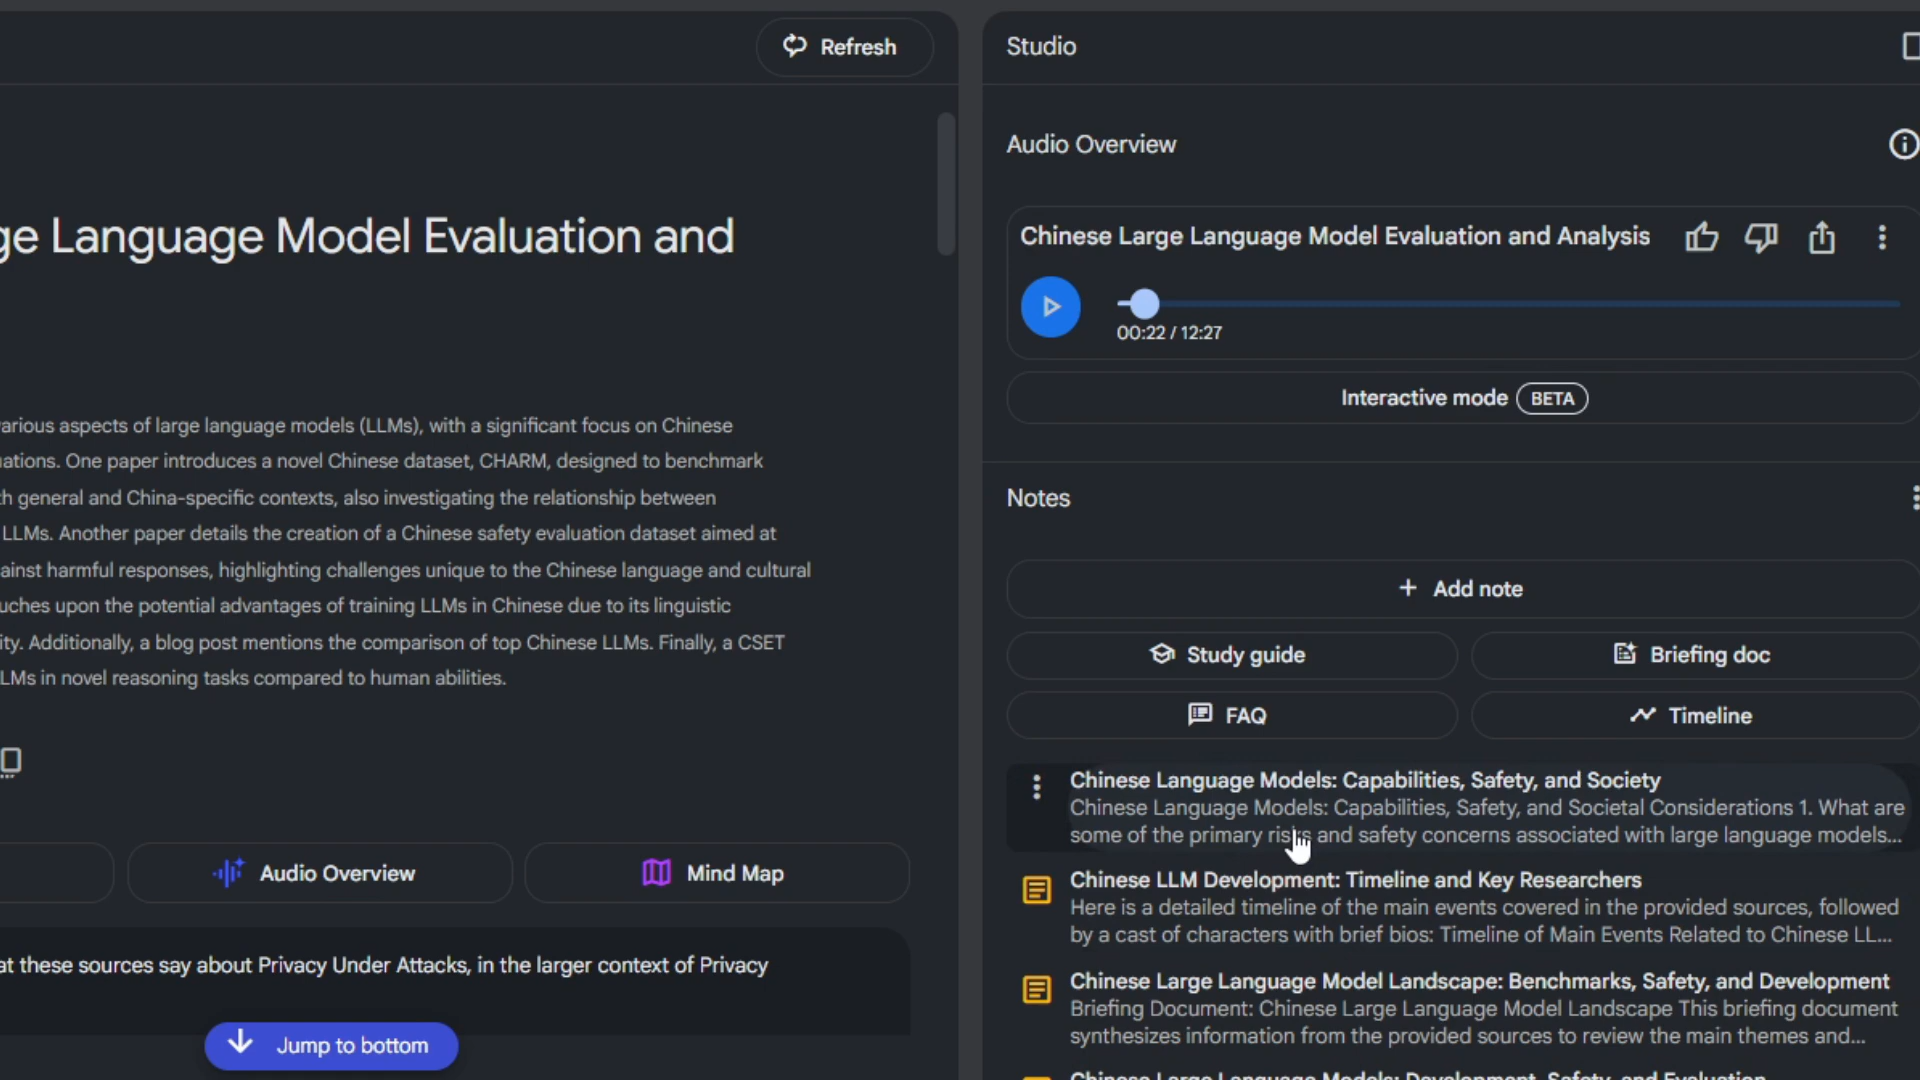 Refresh
ge Language Model Evaluation and
arious aspects of large language models (LLMs), with a significant focus on Chinese
ations. One paper introduces a novel Chinese dataset, CHARM, designed to benchmark
h general and China-specific contexts, also investigating the relationship between
LLMs. Another paper details the creation of a Chinese safety evaluation dataset aimed at
ainst harmful responses, highlighting challenges unique to the Chinese language and cultural
uches upon the potential advantages of training LLMs in Chinese due to its linguistic
ity. Additionally, a blog post mentions the comparison of top Chinese LLMs. Finally, a CSET
LMs in novel reasoning tasks compared to human abilities.
Audio Overview
Mind Map
at these sources say about Privacy Under Attacks, in the larger context of Privacy
Jump to bottom
Studio
Audio Overview
Chinese Large Language Model Evaluation and Analysis
00:22 / 12:27
Interactive mode BETA
Notes
+ Add note
Study guide
Briefing doc
FAQ
Timeline
Chinese Language Models: Capabilities, Safety, and Society
Chinese Language Models: Capabilities, Safety, and Societal Considerations 1. What are
some of the primary risks and safety concerns associated with large language models...
Chinese LLM Development: Timeline and Key Researchers
Here is a detailed timeline of the main events covered in the provided sources, followed
by a cast of characters with brief bios: Timeline of Main Events Related to Chinese LL...
Chinese Large Language Model Landscape: Benchmarks, Safety, and Development
Briefing Document: Chinese Large Language Model Landscape This briefing document
synthesizes information from the provided sources to review the main themes and...
Chinese Large Language Models: Development, Safety, and Evaluation